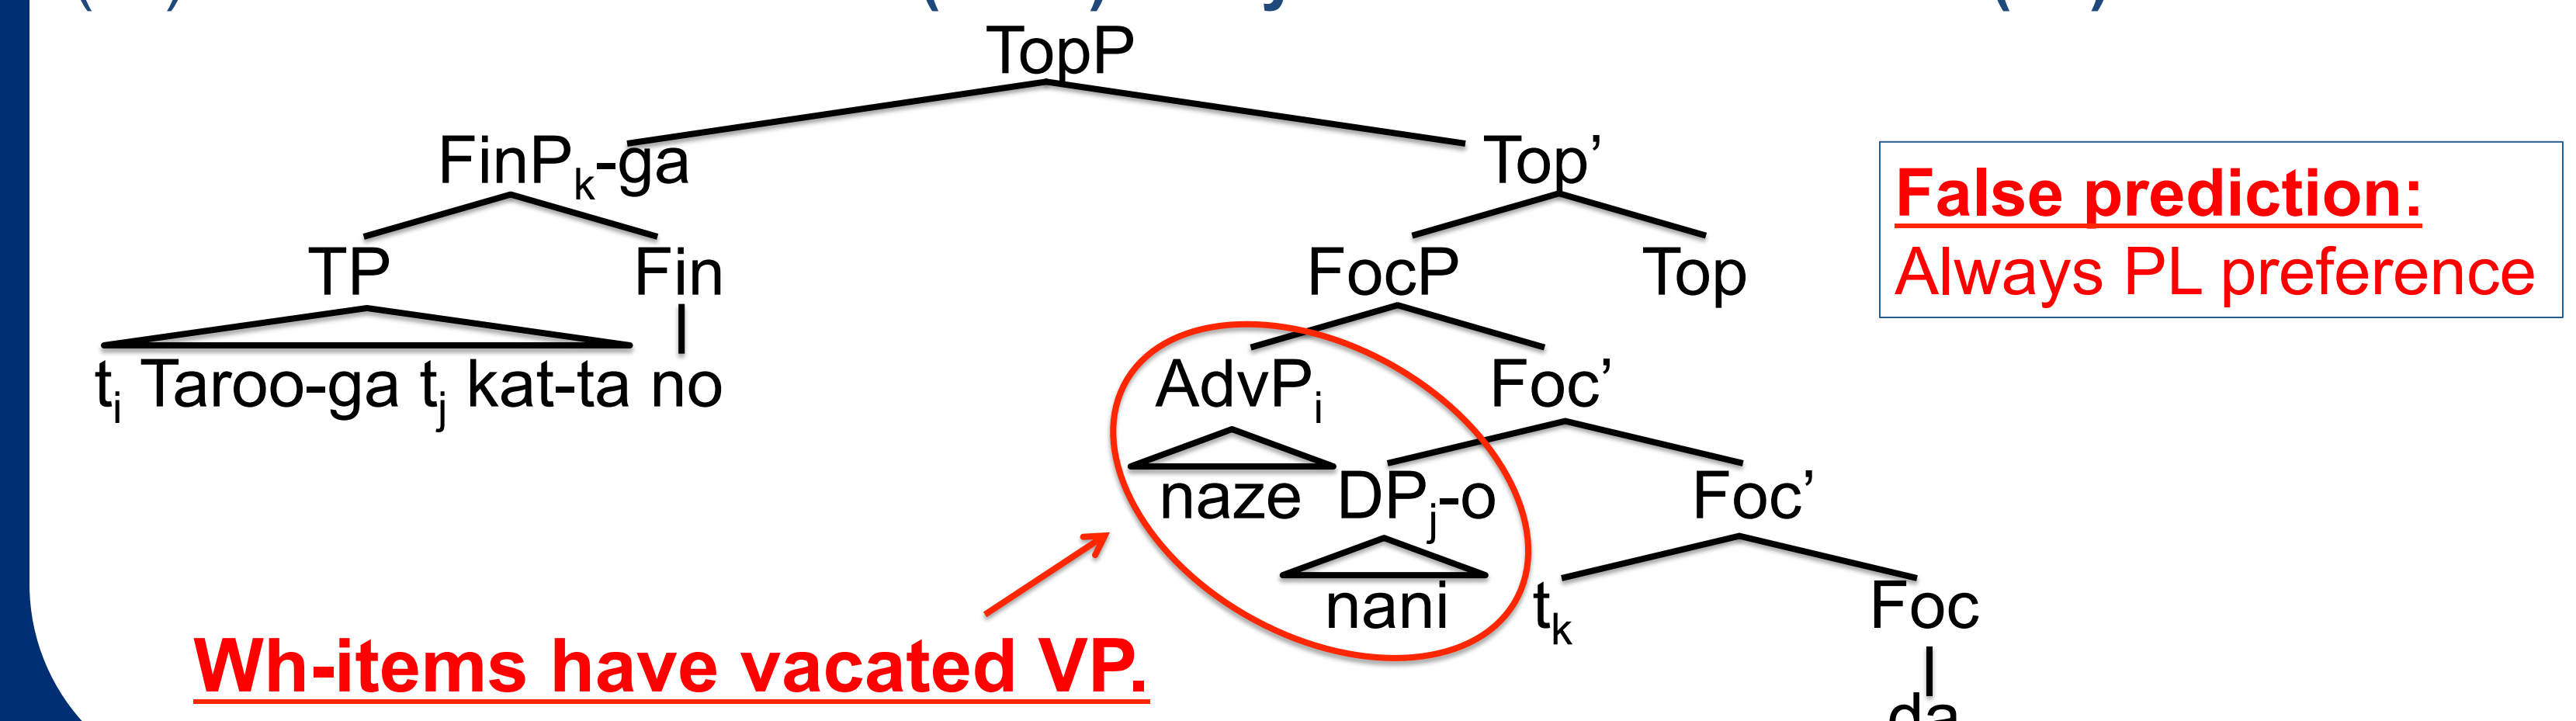 TopP
FinPₖ-ga Top’
False prediction:
TP Fin FocP Top
Always PL preference
tᵢ Taroo-ga tⱼ kat-ta no AdvPᵢ Foc’
naze DPⱼ-o Foc’
nani tₖ Foc
Wh-items have vacated VP.
da